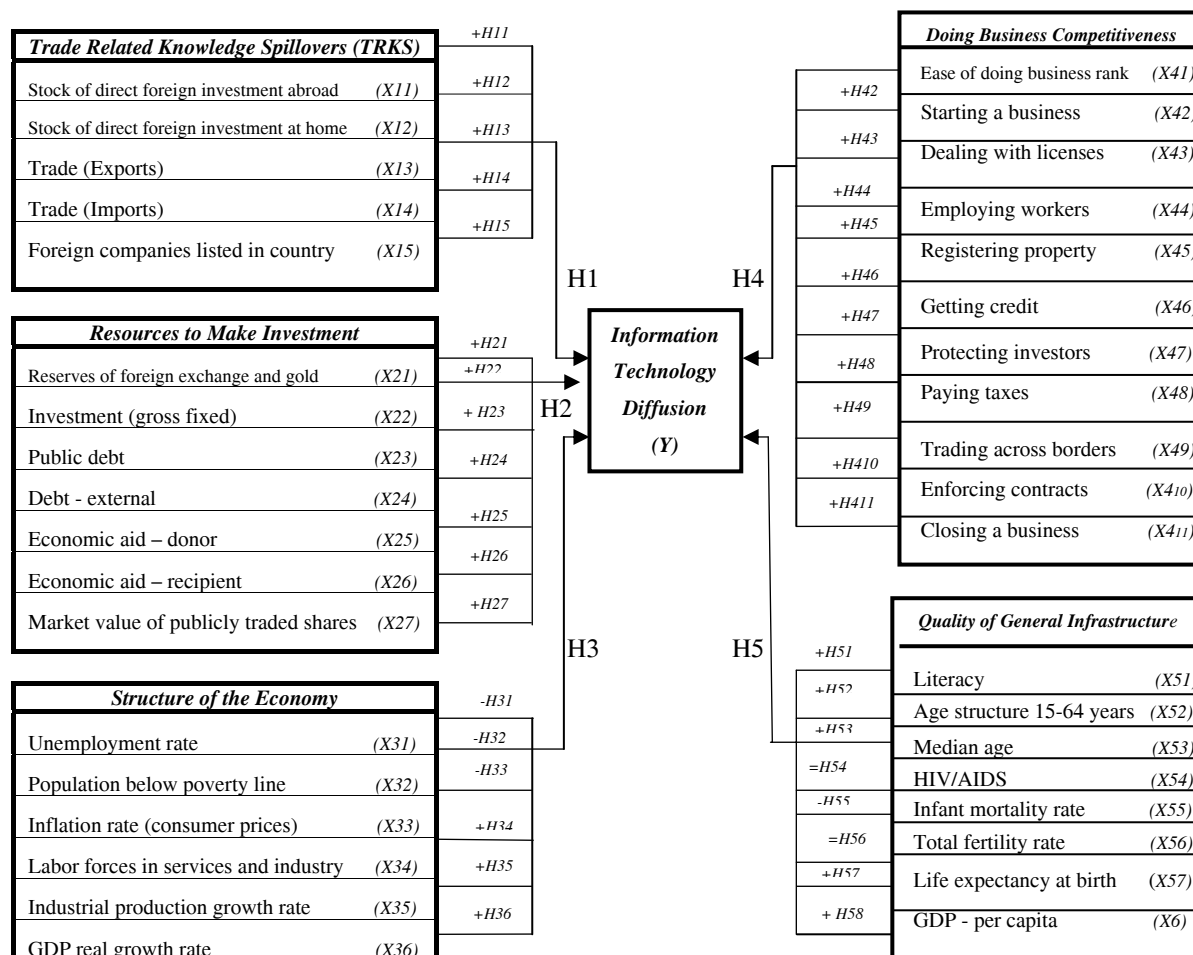 Trade Related Knowledge Spillovers (TRKS)
Stock of direct foreign investment abroad (X11)
Stock of direct foreign investment at home (X12)
Trade (Exports) (X13)
Trade (Imports) (X14)
Foreign companies listed in country (X15)
+H11
+H12
+H13
+H14
+H15
H1
Resources to Make Investment
Reserves of foreign exchange and gold (X21)
Investment (gross fixed) (X22)
Public debt (X23)
Debt - external (X24)
Economic aid – donor (X25)
Economic aid – recipient (X26)
Market value of publicly traded shares (X27)
+H21
+H22
+ H23
+H24
+H25
+H26
+H27
H2
Structure of the Economy
Unemployment rate (X31)
Population below poverty line (X32)
Inflation rate (consumer prices) (X33)
Labor forces in services and industry (X34)
Industrial production growth rate (X35)
GDP real growth rate (X36)
-H31
-H32
-H33
+H34
+H35
+H36
H3
Information
Technology
Diffusion
(Y)
H4
+H42
+H43
+H44
+H45
+H46
+H47
+H48
+H49
+H410
+H411
Doing Business Competitiveness
Ease of doing business rank (X41)
Starting a business (X42)
Dealing with licenses (X43)
Employing workers (X44)
Registering property (X45)
Getting credit (X46)
Protecting investors (X47)
Paying taxes (X48)
Trading across borders (X49)
Enforcing contracts (X410)
Closing a business (X411)
H5
+H51
+H52
+H53
=H54
-H55
=H56
+H57
+ H58
Quality of General Infrastructure
Literacy (X51)
Age structure 15-64 years (X52)
Median age (X53)
HIV/AIDS (X54)
Infant mortality rate (X55)
Total fertility rate (X56)
Life expectancy at birth (X57)
GDP - per capita (X6)